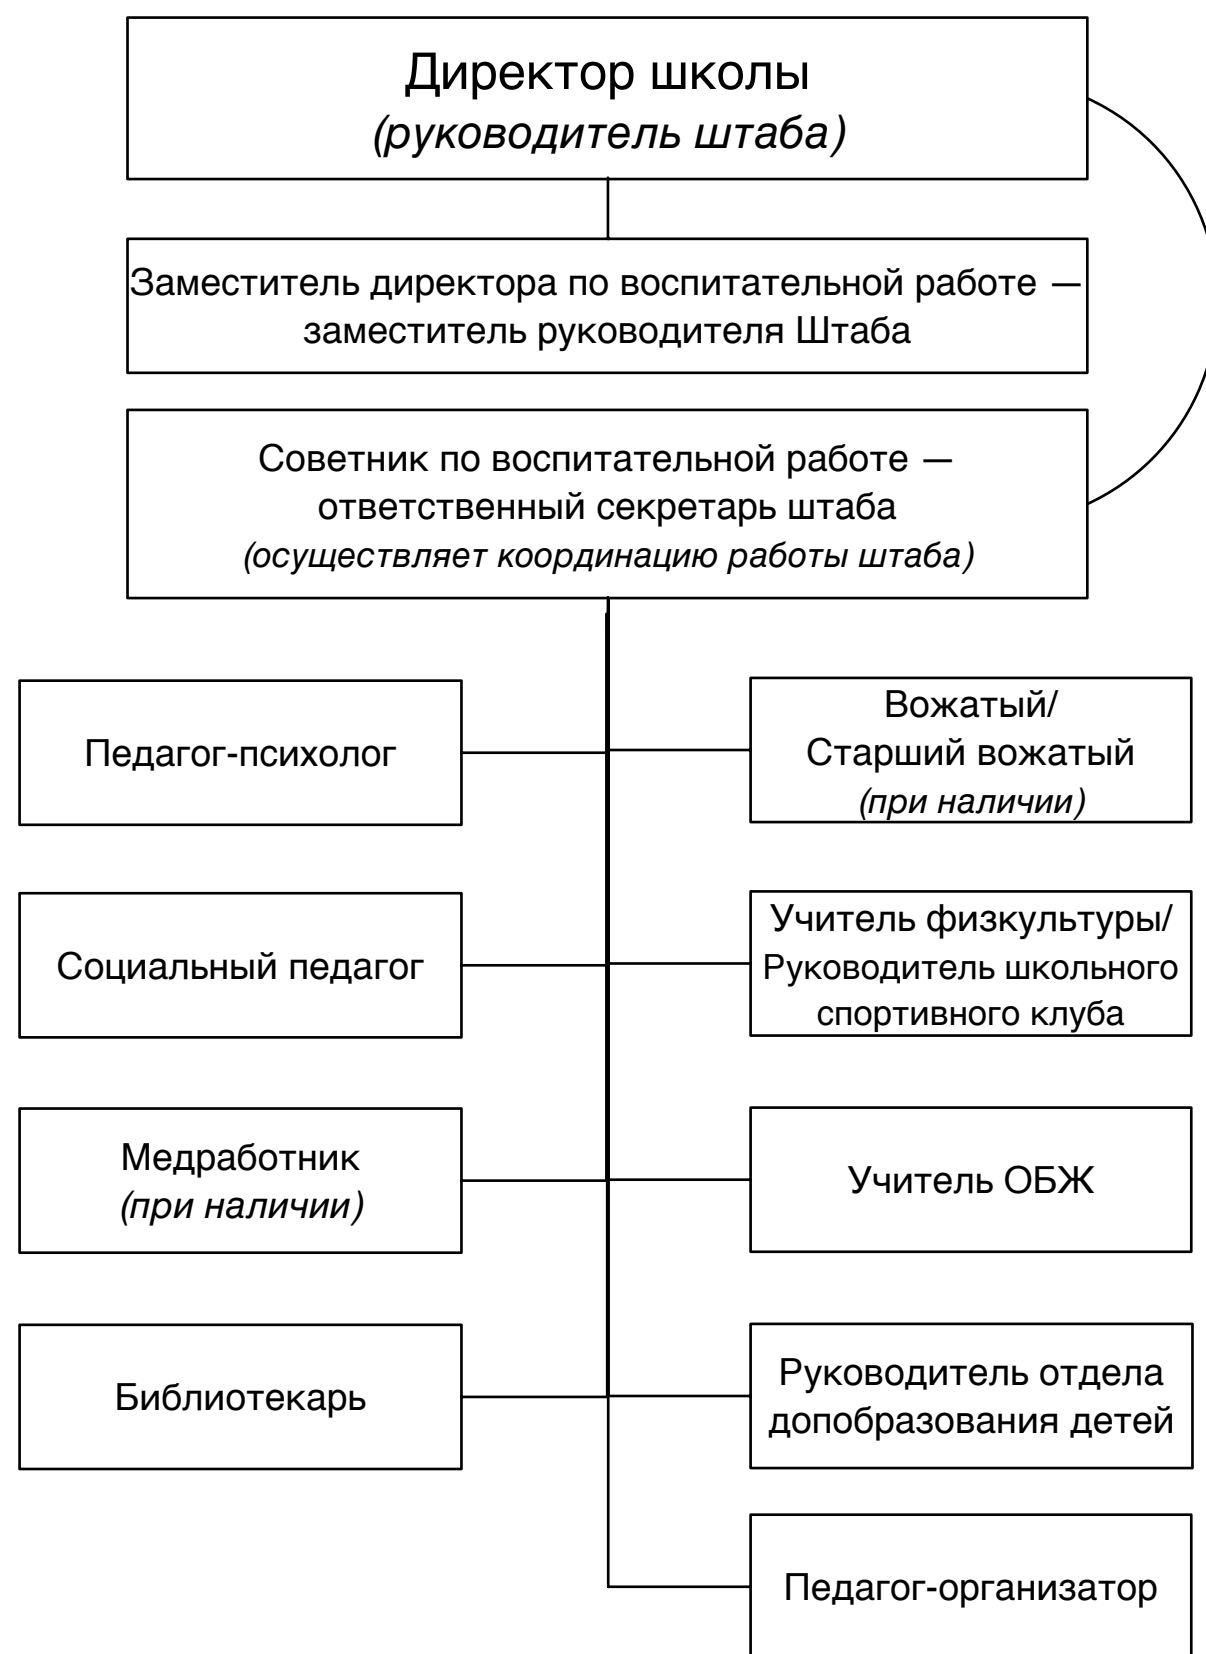 Директор школы
(руководитель штаба)
Заместитель директора по воспитательной работе —
заместитель руководителя Штаба
Советник по воспитательной работе —
ответственный секретарь штаба
(осуществляет координацию работы штаба)
Педагог-психолог
Вожатый/
Старший вожатый
(при наличии)
Социальный педагог
Учитель физкультуры/
Руководитель школьного
спортивного клуба
Медработник
(при наличии)
Учитель ОБЖ
Библиотекарь
Руководитель отдела
допобразования детей
Педагог-организатор